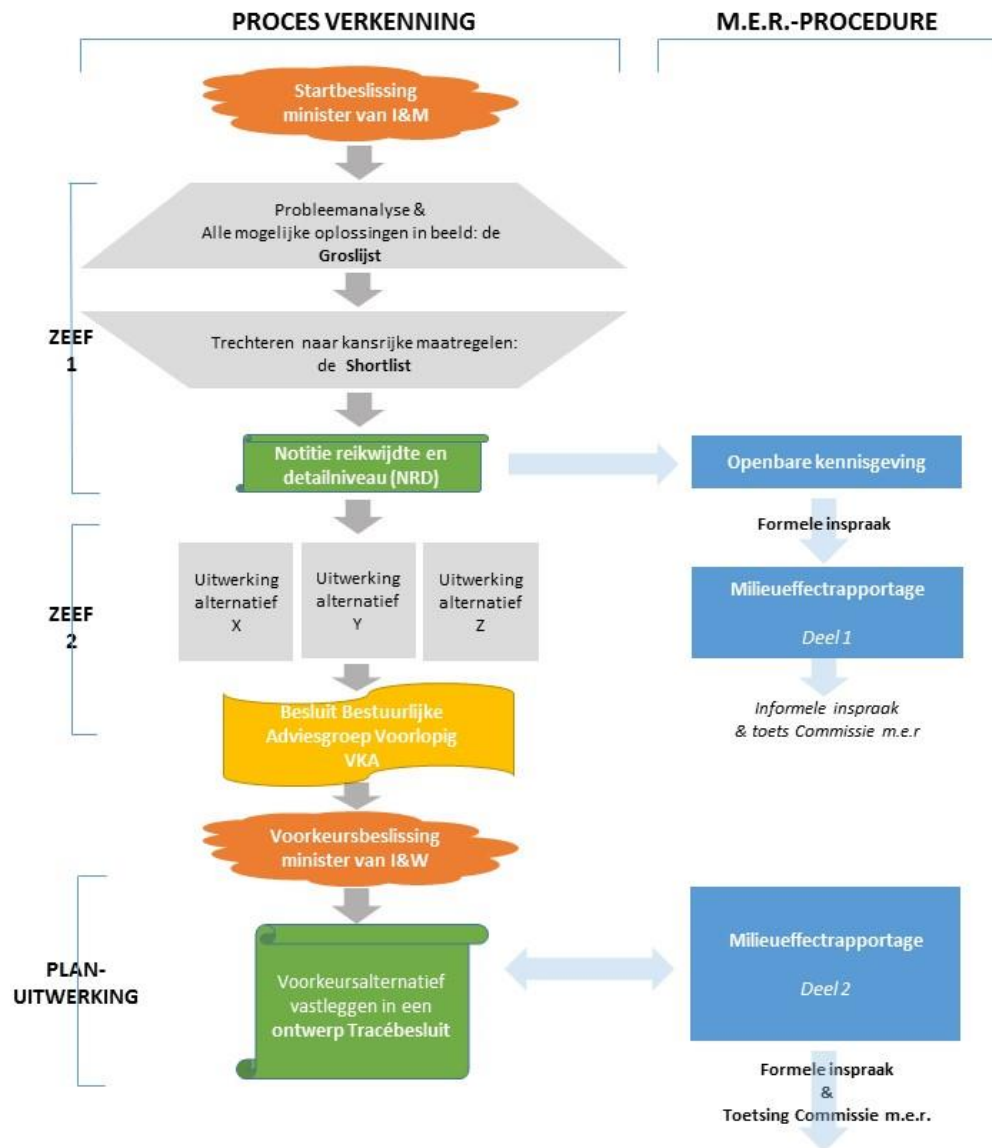 PROCES VERKENNING
M.E.R.-PROCEDURE
Startbeslissing
minister van I&M
Probleemanalyse &
Alle mogelijke oplossingen in beeld: de
Groslijst
ZEEF
1
Trechteren naar kansrijke maatregelen:
de Shortlist
Notitie reikwijdte en
detailniveau (NRD)
Openbare kennisgeving
Formele inspraak
ZEEF
2
Uitwerking
alternatief
X
Uitwerking
alternatief
Y
Uitwerking
alternatief
Z
Milieueffectrapportage
Deel 1
Informele inspraak
& toets Commissie m.e.r
Besluit Bestuurlijke
Adviesgroep Voorlopig
VKA
Voorkeursbeslissing
minister van I&W
PLAN-
UITWERKING
Voorkeursalternatief
vastleggen in een
ontwerp Tracébesluit
Milieueffectrapportage
Deel 2
Formele inspraak
&
Toetsing Commissie m.e.r.